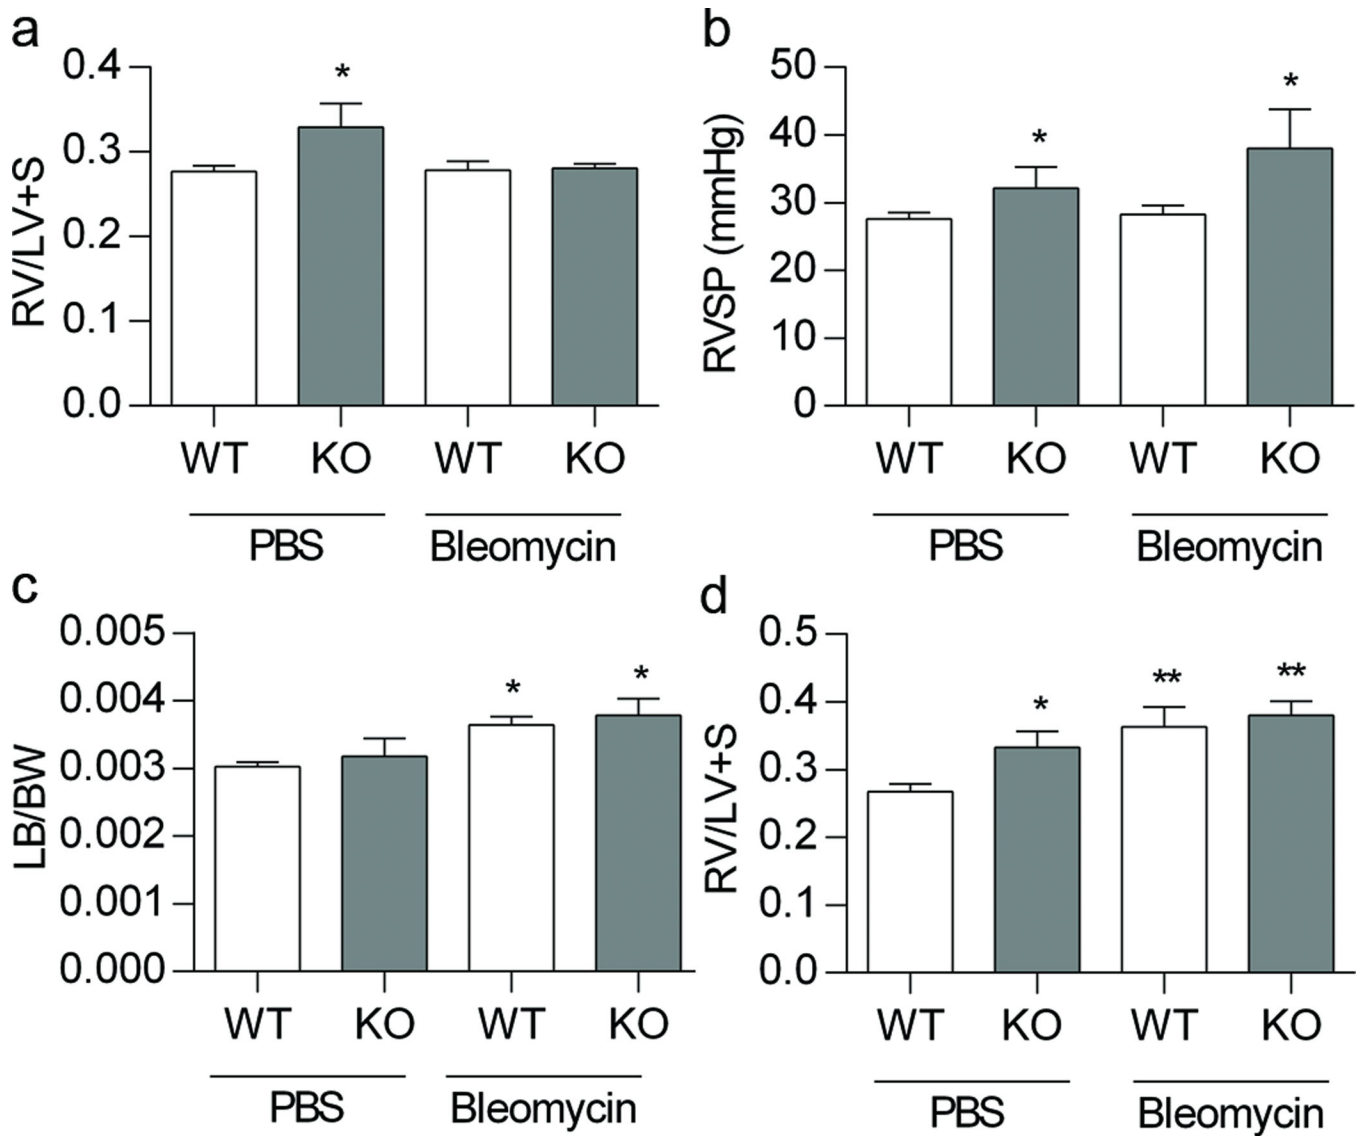 a
0.4
0.3
0.2
0.1
0.0
RV/LV+S
*
WT KO WT KO
PBS Bleomycin
b
50
40
30
20
10
0
RVSP (mmHg)
* *
WT KO WT KO
PBS Bleomycin
c
0.005
0.004
0.003
0.002
0.001
0.000
LB/BW
* *
WT KO WT KO
PBS Bleomycin
d
0.5
0.4
0.3
0.2
0.1
0.0
RV/LV+S
* ** **
WT KO WT KO
PBS Bleomycin